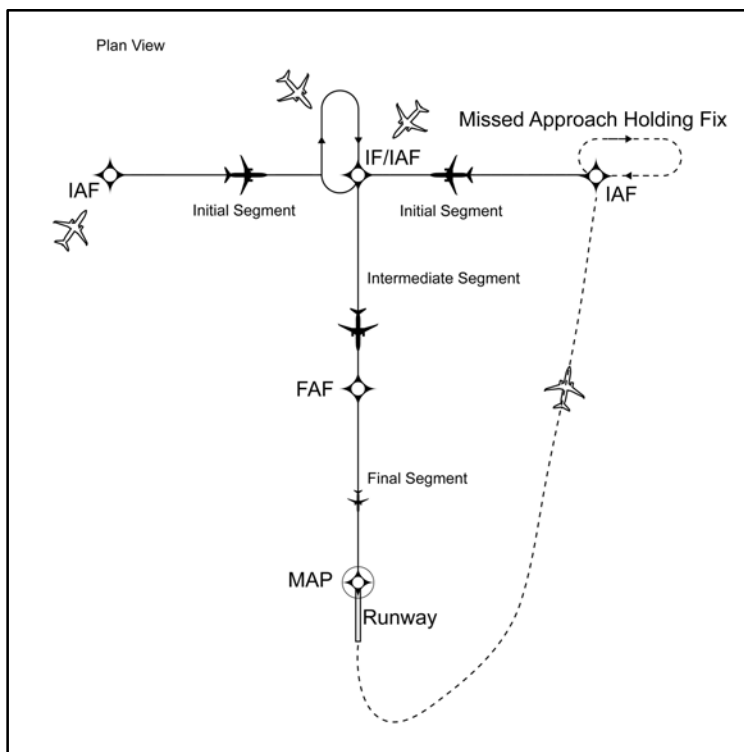 Plan View
Missed Approach Holding Fix
IF/IAF
IAF
IAF
Initial Segment
Initial Segment
Intermediate Segment
FAF
Final Segment
MAP
Runway